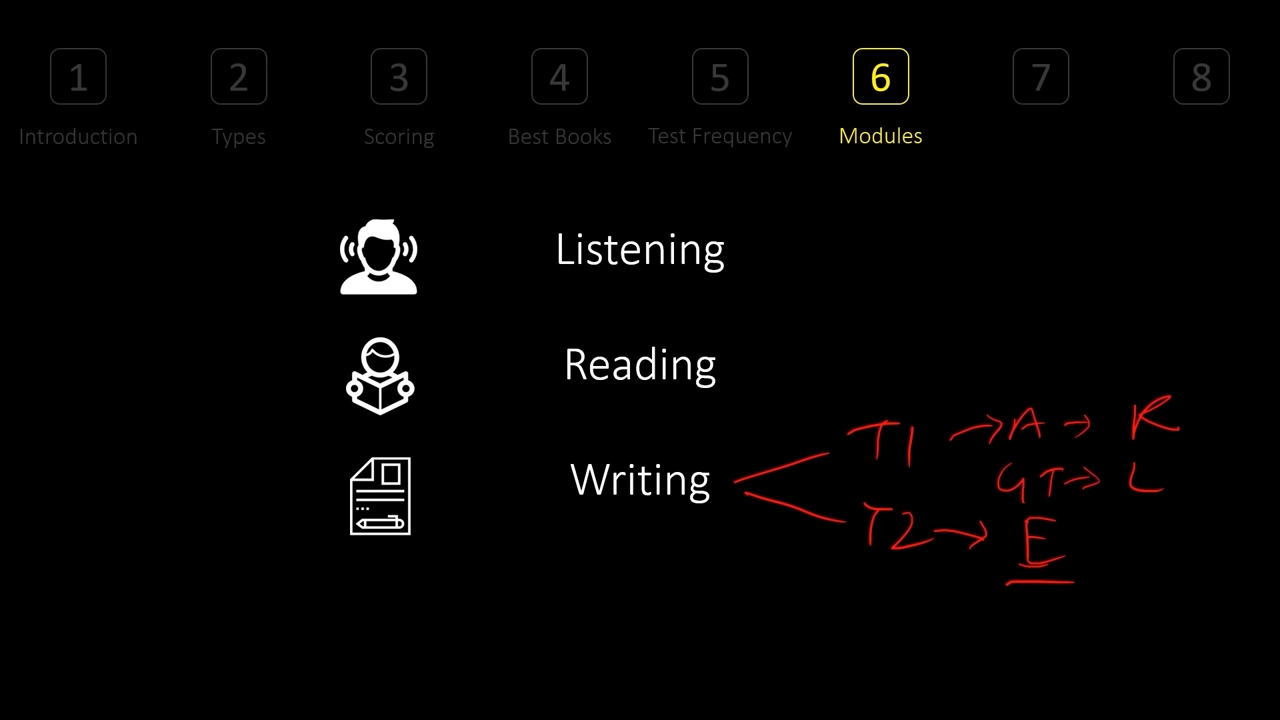 1 2 3 4 5 6 7 8
Introduction Types Scoring Best Books Test Frequency Modules
Listening
Reading
T1 → A → R
Writing GT → L
T2 → E